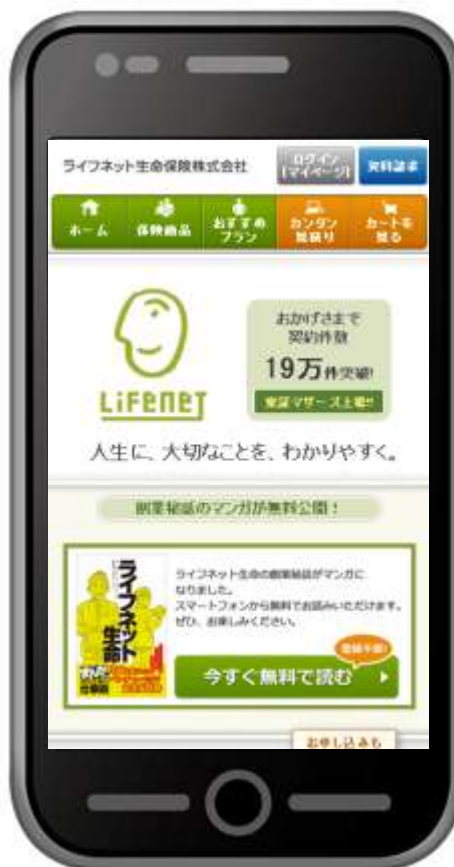 ライフネット生命保険株式会社
ログイン
[マイページ]
資料請求
ホーム
保険商品
おすすめ
プラン
カンタン
見積り
カートを
見る
おかげさまで
契約件数
19万件突破!
東証マザーズ上場!!
LiFENET
人生に、大切なことを、わかりやすく。
創業秘話のマンガが無料公開!
ライフネット
生命
まんが
仕事術
ライフネット生命の創業秘話がマンガに
なりました。
スマートフォンから無料でお読みいただけます。
ぜひ、お楽しみください。
登録不要!
今すぐ無料で読む
お申し込みも